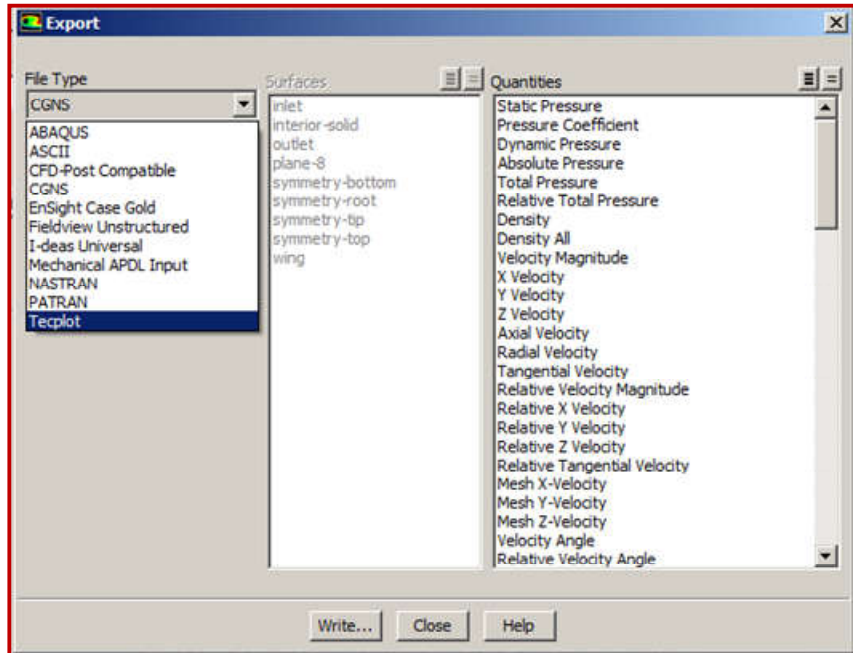 Export
File Type
CGNS
ABAQUS
ASCII
CFD-Post Compatible
CGNS
EnSight Case Gold
Fieldview Unstructured
I-deas Universal
Mechanical APDL Input
NASTRAN
PATRAN
Tecplot
Surfaces
inlet
interior-solid
outlet
plane-8
symmetry-bottom
symmetry-root
symmetry-tip
symmetry-top
wing
Quantities
Static Pressure
Pressure Coefficient
Dynamic Pressure
Absolute Pressure
Total Pressure
Relative Total Pressure
Density
Density All
Velocity Magnitude
X Velocity
Y Velocity
Z Velocity
Axial Velocity
Radial Velocity
Tangential Velocity
Relative Velocity Magnitude
Relative X Velocity
Relative Y Velocity
Relative Z Velocity
Relative Tangential Velocity
Mesh X-Velocity
Mesh Y-Velocity
Mesh Z-Velocity
Velocity Angle
Relative Velocity Angle
Write... Close Help